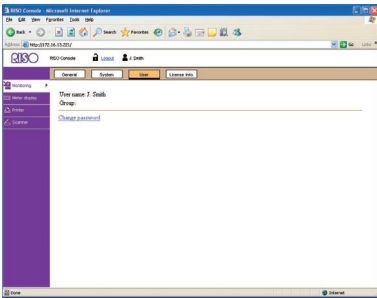 RISO Console - Microsoft Internet Explorer
File Edit View Favorites Tools Help
Back Search Favorites
Address http://172.16.13.221/ Go Links
RISO RISO Console Logout J. Smith
General System User License Info
Monitoring
Meter display
Printer
Scanner
User name: J. Smith
Group:
Change password
Done Internet